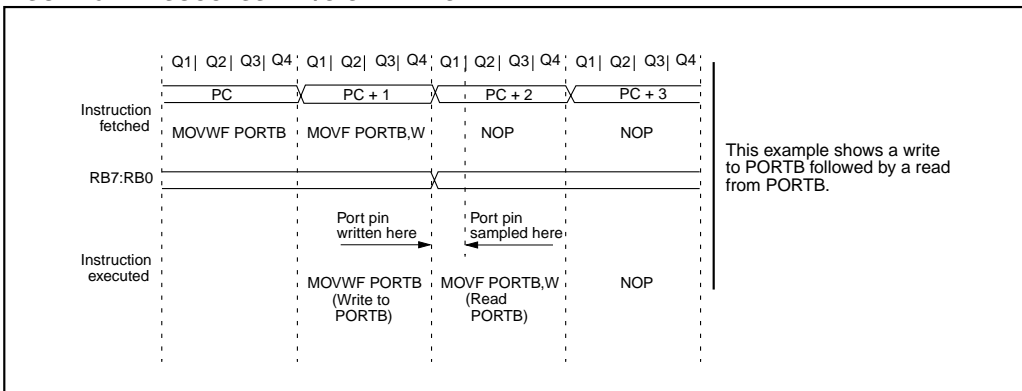 Q1| Q2| Q3| Q4 Q1| Q2| Q3| Q4 Q1| Q2| Q3| Q4 Q1| Q2| Q3| Q4
PC PC + 1 PC + 2 PC + 3
Instruction
fetched
MOVWF PORTB MOVF PORTB,W NOP NOP
This example shows a write
to PORTB followed by a read
from PORTB.
RB7:RB0
Port pin
written here
Port pin
sampled here
Instruction
executed
MOVWF PORTB
(Write to
PORTB)
MOVF PORTB,W
(Read
PORTB)
NOP